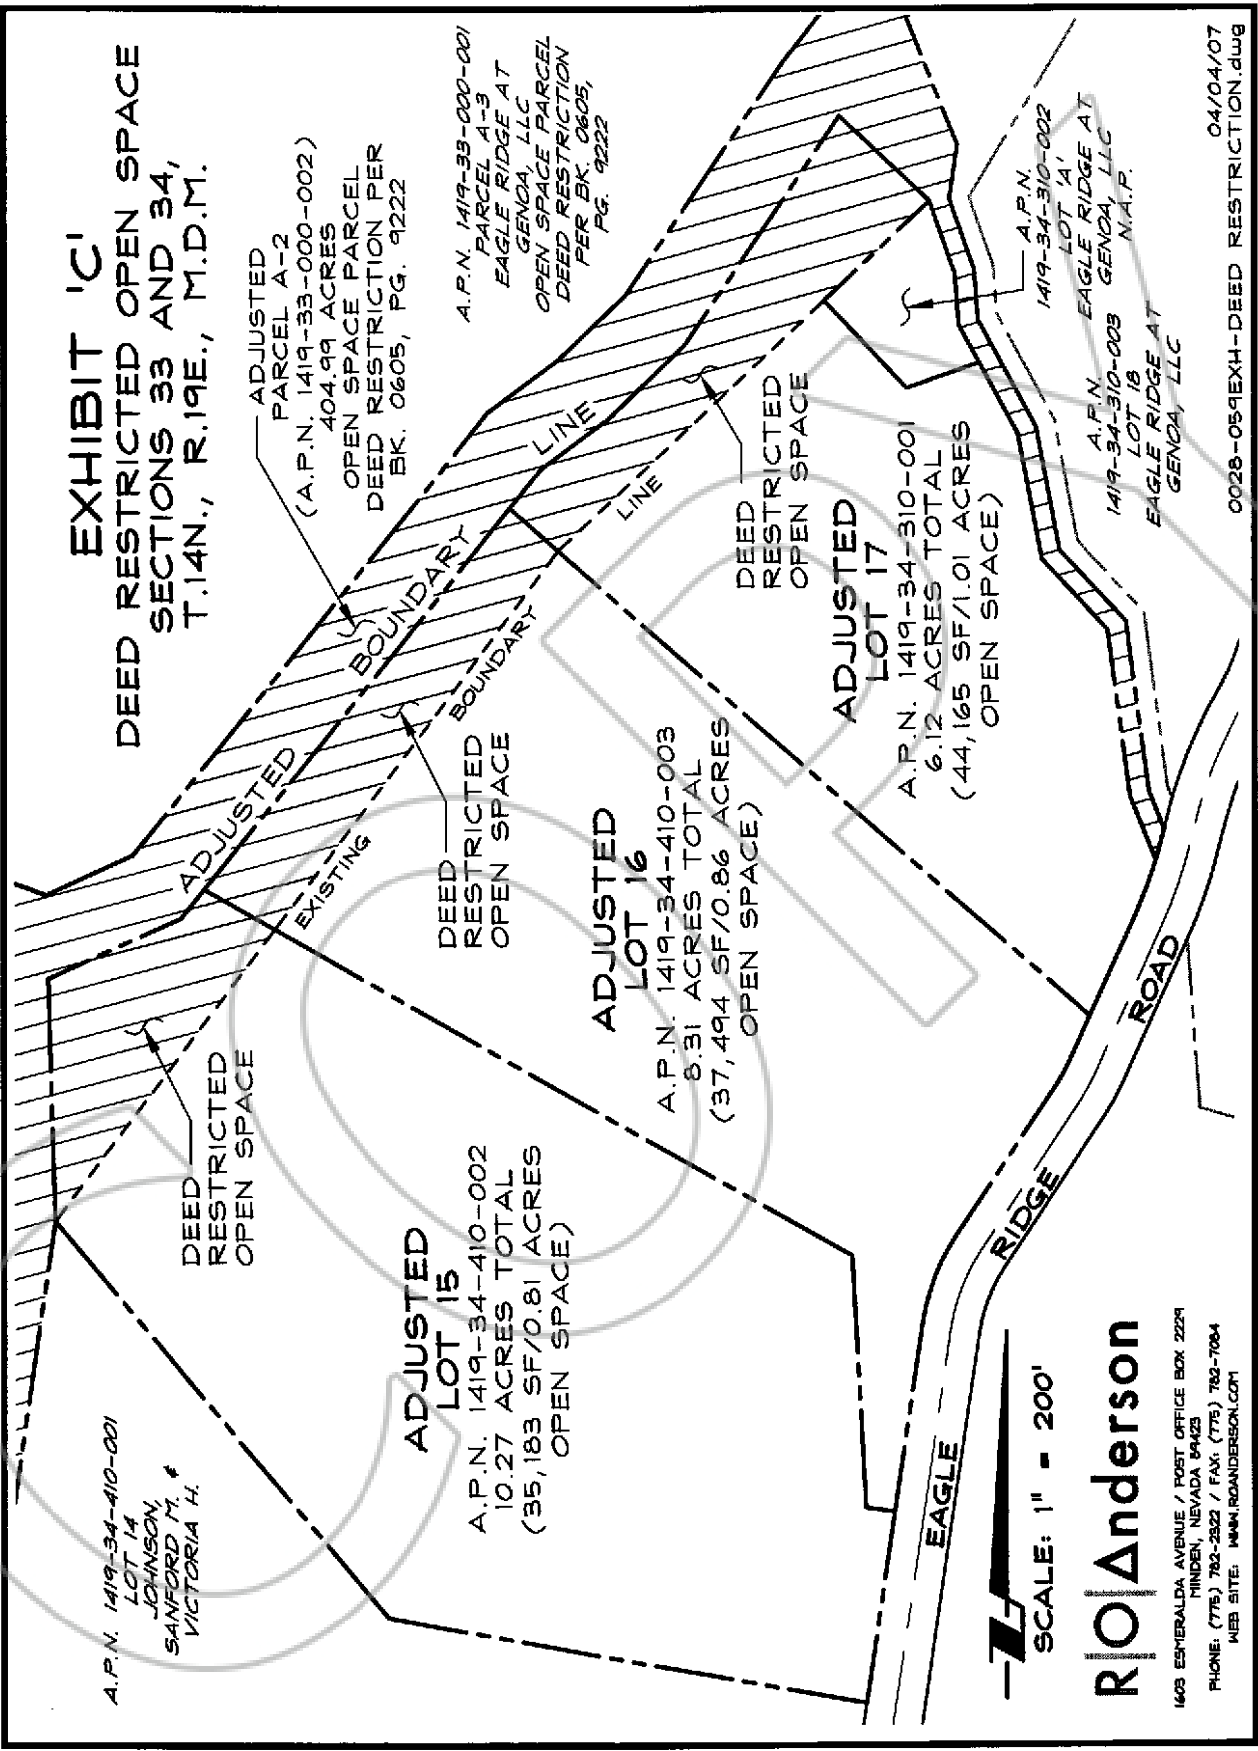 EXHIBIT 'C'
DEED RESTRICTED OPEN SPACE
SECTIONS 33 AND 34,
T.14N., R.19E., M.D.M.
ADJUSTED
PARCEL A-2
(A.P.N. 1419-33-000-002)
404.99 ACRES
OPEN SPACE PARCEL
DEED RESTRICTION PER
BK. 0605, PG. 9222
A.P.N. 1419-33-000-001
PARCEL A-3
EAGLE RIDGE AT
GENOA, LLC
OPEN SPACE PARCEL
DEED RESTRICTION
PER BK. 0605,
PG. 9222
ADJUSTED BOUNDARY LINE
EXISTING BOUNDARY LINE
DEED
RESTRICTED
OPEN SPACE
DEED
RESTRICTED
OPEN SPACE
DEED
RESTRICTED
OPEN SPACE
A.P.N. 1419-34-410-001
LOT 14
JOHNSON,
SANFORD M. &
VICTORIA H.
ADJUSTED
LOT 15
A.P.N. 1419-34-410-002
10.27 ACRES TOTAL
(35,183 SF/0.81 ACRES
OPEN SPACE)
ADJUSTED
LOT 16
A.P.N. 1419-34-410-003
8.31 ACRES TOTAL
(37,494 SF/0.86 ACRES
OPEN SPACE)
ADJUSTED
LOT 17
A.P.N. 1419-34-310-001
6.12 ACRES TOTAL
(44,165 SF/1.01 ACRES
OPEN SPACE)
A.P.N.
1419-34-310-002
LOT 'A'
EAGLE RIDGE AT
GENOA, LLC
N.A.P.
A.P.N.
1419-34-310-003
LOT 18
EAGLE RIDGE AT
GENOA, LLC
EAGLE RIDGE ROAD
SCALE: 1" = 200'
R|O|Anderson
1603 ESMERALDA AVENUE / POST OFFICE BOX 2229
MINDEN, NEVADA 89423
PHONE: (775) 782-2322 / FAX: (775) 782-7084
WEB SITE: WWW.ROANDERSON.COM
04/04/07
0028-059EXH-DEED RESTRICTION.dwg
COPY